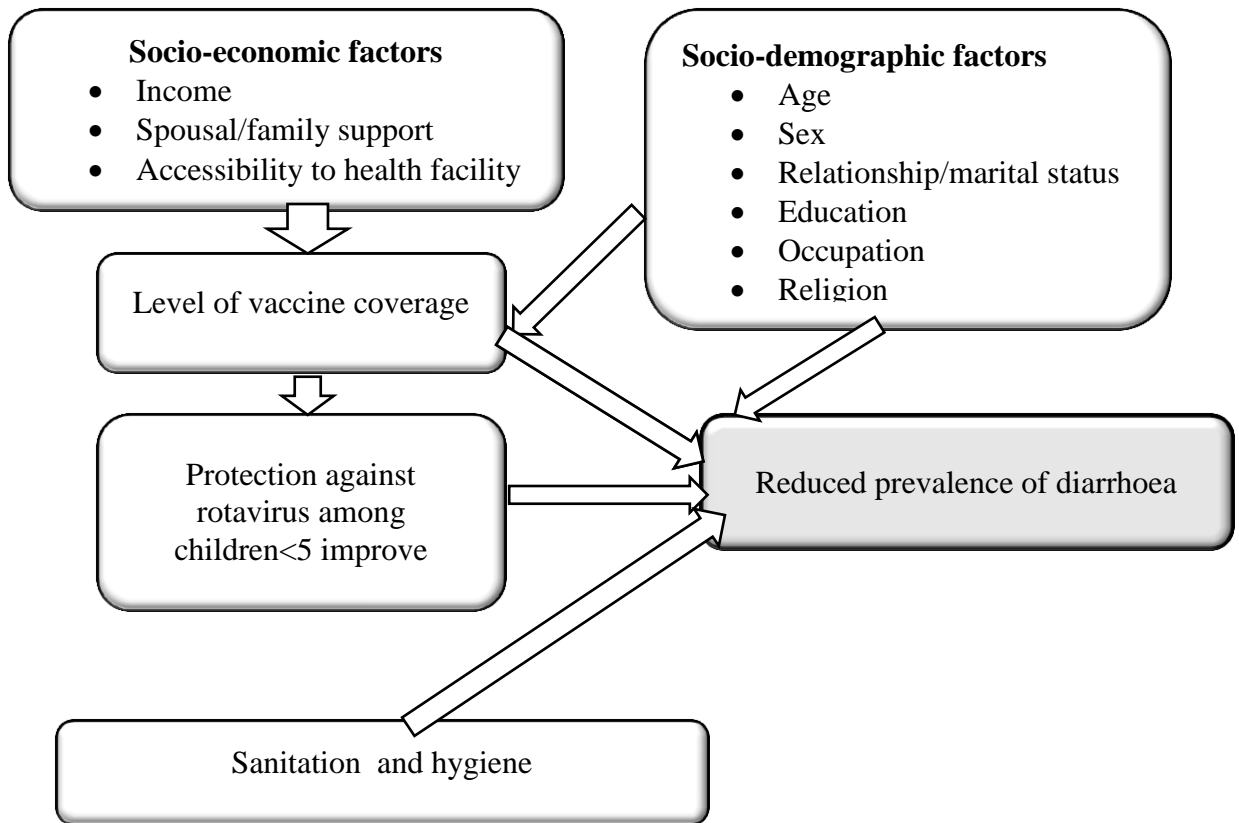 Socio-economic factors
• Income
• Spousal/family support
• Accessibility to health facility
Socio-demographic factors
• Age
• Sex
• Relationship/marital status
• Education
• Occupation
• Religion
Level of vaccine coverage
Protection against
rotavirus among
children<5 improve
Reduced prevalence of diarrhoea
Sanitation and hygiene